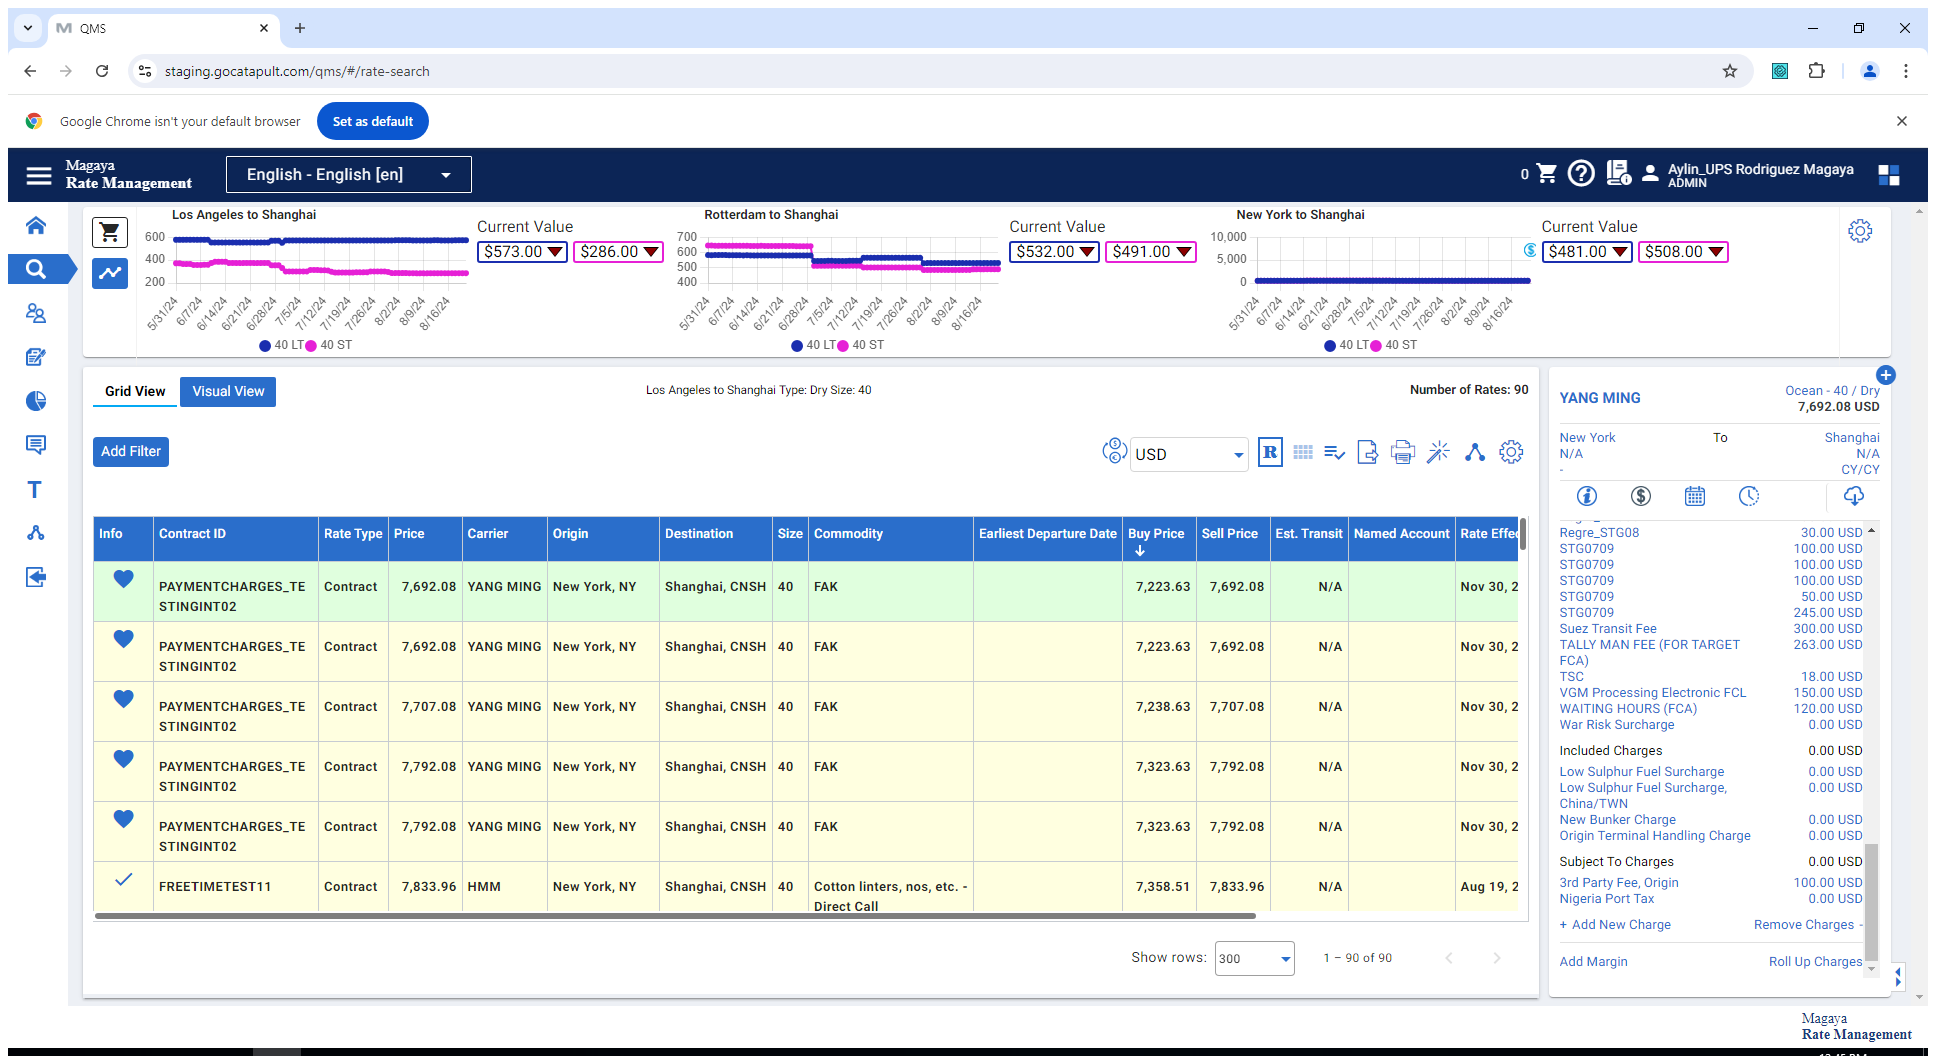 QMS
staging.gocatapult.com/qms/#/rate-search
Google Chrome isn't your default browser
Set as default
Magaya
Rate Management
English - English [en]
0
Aylin_UPS Rodriguez Magaya
ADMIN
Los Angeles to Shanghai
600
400
200
5/31/24 6/7/24 6/14/24 6/21/24 6/28/24 7/5/24 7/12/24 7/19/24 7/26/24 8/2/24 8/9/24 8/16/24
40 LT 40 ST
Current Value
$573.00 $286.00
Rotterdam to Shanghai
700
600
500
400
5/31/24 6/7/24 6/14/24 6/21/24 6/28/24 7/5/24 7/12/24 7/19/24 7/26/24 8/2/24 8/9/24 8/16/24
40 LT 40 ST
Current Value
$532.00 $491.00
New York to Shanghai
10,000
5,000
0
5/31/24 6/7/24 6/14/24 6/21/24 6/28/24 7/5/24 7/12/24 7/19/24 7/26/24 8/2/24 8/9/24 8/16/24
40 LT 40 ST
Current Value
$481.00 $508.00
Grid View Visual View
Los Angeles to Shanghai Type: Dry Size: 40
Number of Rates: 90
Add Filter
USD
R
Info Contract ID Rate Type Price Carrier Origin Destination Size Commodity Earliest Departure Date Buy Price Sell Price Est. Transit Named Account Rate Effec
PAYMENTCHARGES_TE Contract 7,692.08 YANG MING New York, NY Shanghai, CNSH 40 FAK 7,223.63 7,692.08 N/A Nov 30, 2
STINGINT02
PAYMENTCHARGES_TE Contract 7,692.08 YANG MING New York, NY Shanghai, CNSH 40 FAK 7,223.63 7,692.08 N/A Nov 30, 2
STINGINT02
PAYMENTCHARGES_TE Contract 7,707.08 YANG MING New York, NY Shanghai, CNSH 40 FAK 7,238.63 7,707.08 N/A Nov 30, 2
STINGINT02
PAYMENTCHARGES_TE Contract 7,792.08 YANG MING New York, NY Shanghai, CNSH 40 FAK 7,323.63 7,792.08 N/A Nov 30, 2
STINGINT02
PAYMENTCHARGES_TE Contract 7,792.08 YANG MING New York, NY Shanghai, CNSH 40 FAK 7,323.63 7,792.08 N/A Nov 30, 2
STINGINT02
FREETIMETEST11 Contract 7,833.96 HMM New York, NY Shanghai, CNSH 40 Cotton linters, nos, etc. - 7,358.51 7,833.96 N/A Aug 19, 2
Direct Call
Show rows: 300 1 – 90 of 90
YANG MING
Ocean - 40 / Dry
7,692.08 USD
New York To Shanghai
N/A N/A
- CY/CY
Regre_STG08 30.00 USD
STG0709 100.00 USD
STG0709 100.00 USD
STG0709 100.00 USD
STG0709 50.00 USD
STG0709 245.00 USD
Suez Transit Fee 300.00 USD
TALLY MAN FEE (FOR TARGET 263.00 USD
FCA)
TSC 18.00 USD
VGM Processing Electronic FCL 150.00 USD
WAITING HOURS (FCA) 120.00 USD
War Risk Surcharge 0.00 USD
Included Charges 0.00 USD
Low Sulphur Fuel Surcharge 0.00 USD
Low Sulphur Fuel Surcharge, 0.00 USD
China/TWN
New Bunker Charge 0.00 USD
Origin Terminal Handling Charge 0.00 USD
Subject To Charges 0.00 USD
3rd Party Fee, Origin 100.00 USD
Nigeria Port Tax 0.00 USD
+ Add New Charge Remove Charges -
Add Margin Roll Up Charges
Magaya
Rate Management